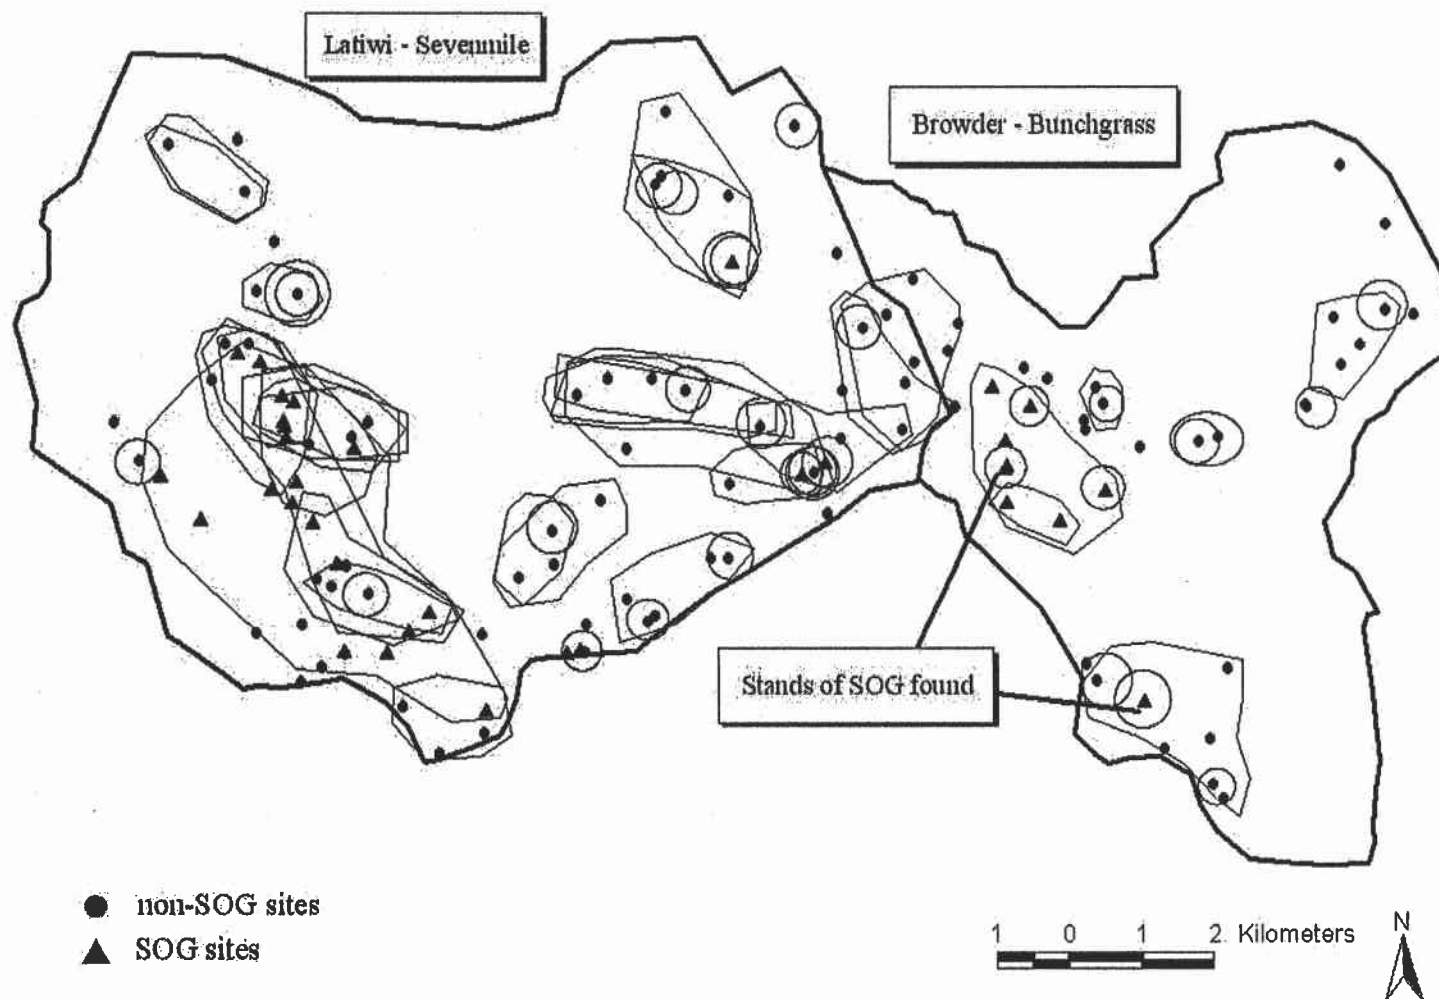 Latiwi - Sevenmile
Browder - Bunchgrass
Stands of SOG found
non-SOG sites
SOG sites
1 0 1 2 Kilometers
N